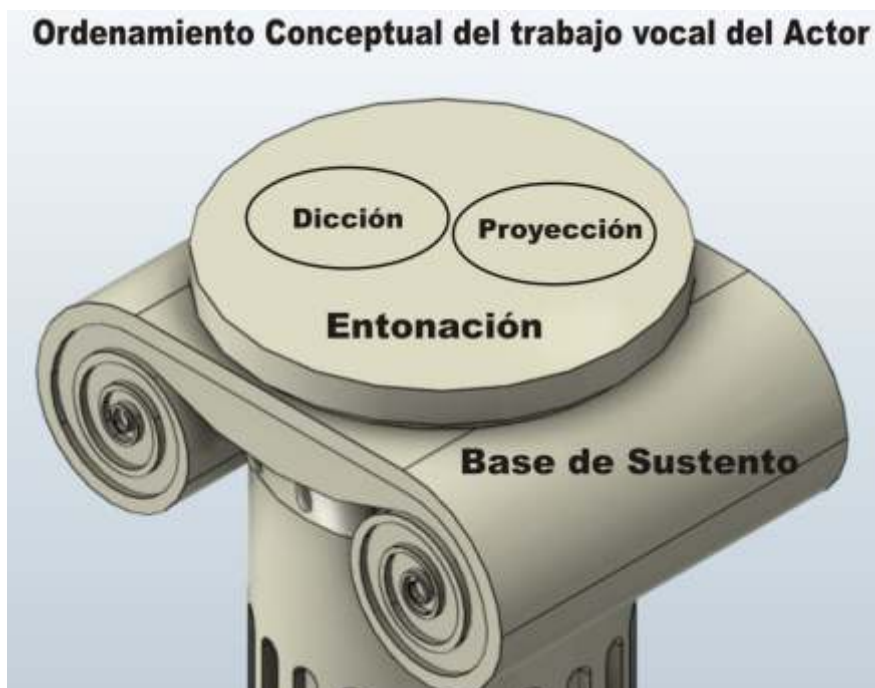 Ordenamiento Conceptual del trabajo vocal del Actor
Dicción
Proyección
Entonación
Base de Sustento